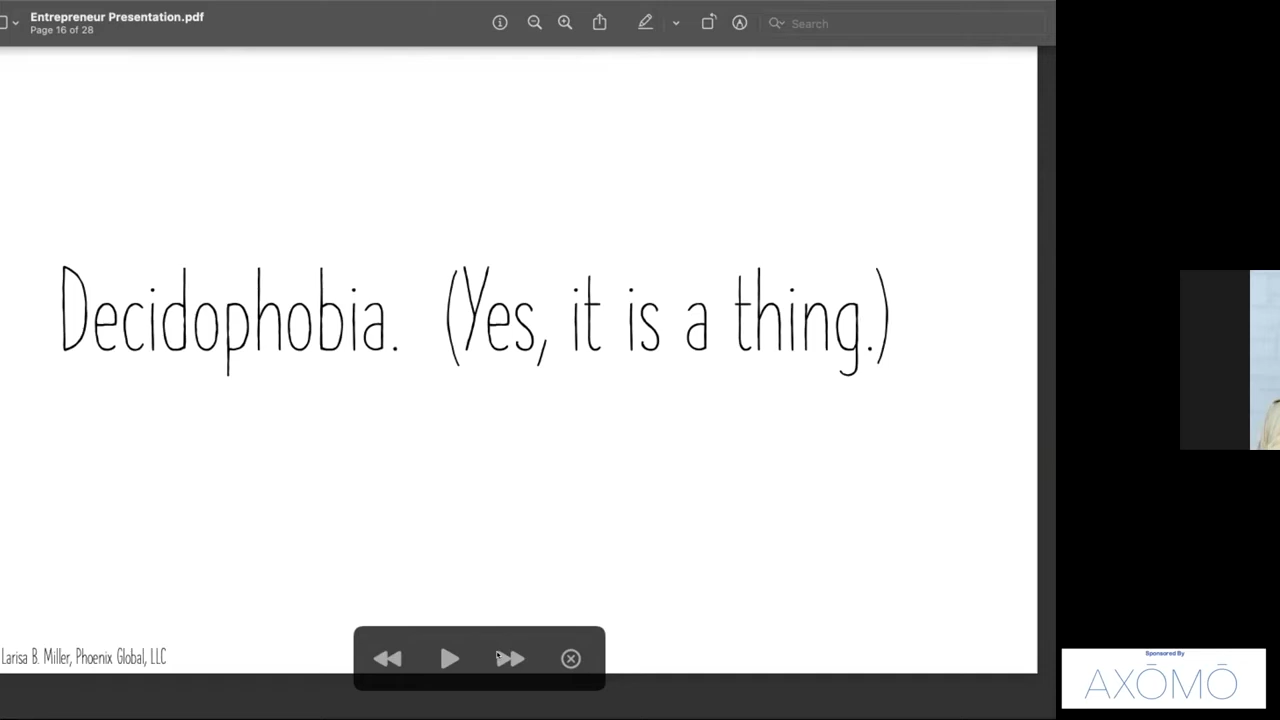 Entrepreneur Presentation.pdf
Page 16 of 28
Search
Decidophobia. (Yes, it is a thing.)
Larisa B. Miller, Phoenix Global, LLC
Sponsored By
AXŌMŌ